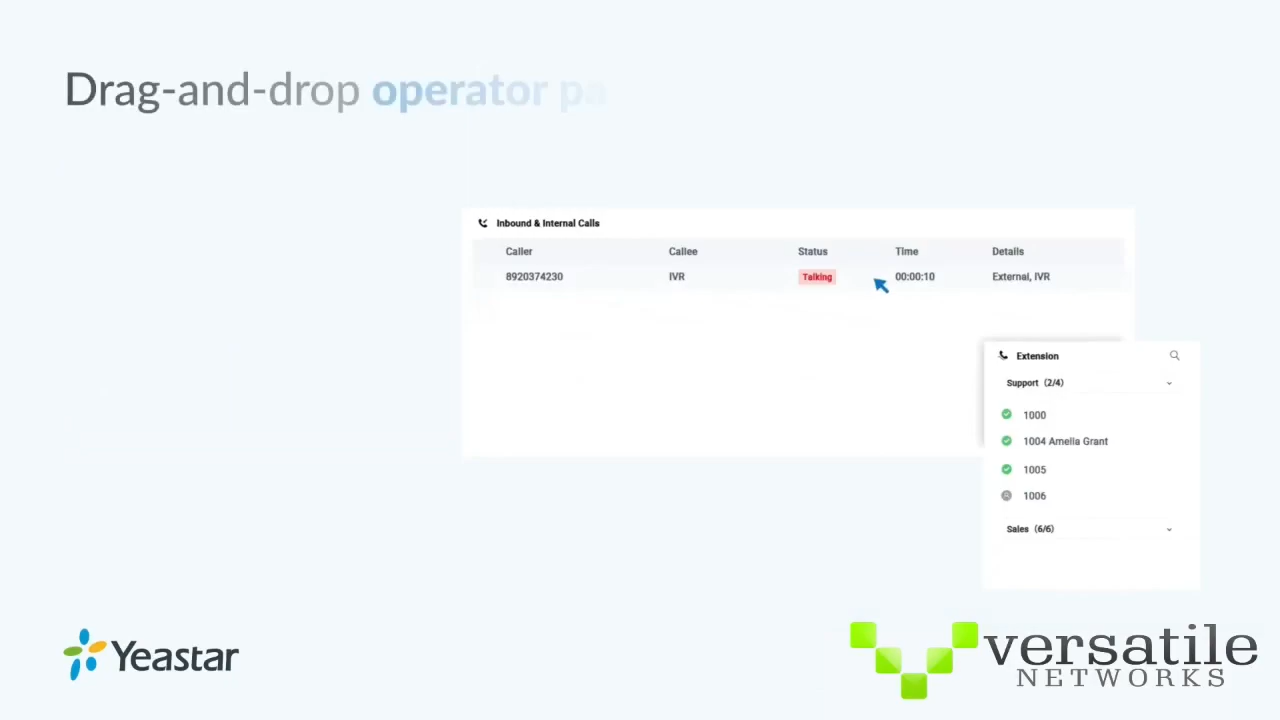 Drag-and-drop operator pa
Inbound & Internal Calls
Caller Callee Status Time Details
8920374230 IVR Talking 00:00:10 External, IVR
Extension
Support (2/4)
1000
1004 Amelia Grant
1005
1006
Sales (6/6)
Yeastar
versatile
NETWORKS